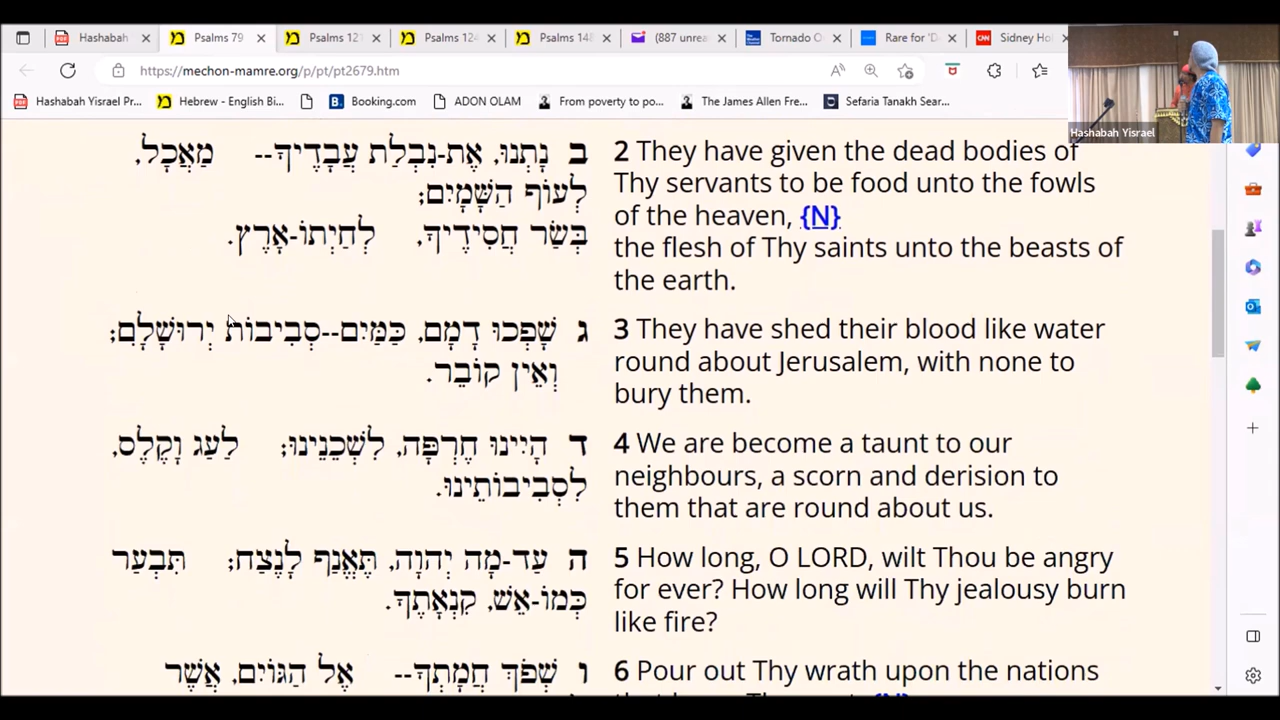 Hashabah
Psalms 79
Psalms 121
Psalms 124
Psalms 148
(887 unrea
Tornado O
Rare for 'Da
Sidney Hol
https://mechon-mamre.org/p/pt/pt2679.htm
Hashabah Yisrael Pr...
Hebrew - English Bi...
Booking.com
ADON OLAM
From poverty to po...
The James Allen Fre...
Sefaria Tanakh Sear...
Hashabah Yisrael
ב נָתְנוּ, אֶת-נִבְלַת עֲבָדֶיךָ-- מַאֲכָל,
לְעוֹף הַשָּׁמָיִם;
בְּשַׂר חֲסִידֶיךָ, לְחַיְתוֹ-אָרֶץ.
2 They have given the dead bodies of
Thy servants to be food unto the fowls
of the heaven, {N}
the flesh of Thy saints unto the beasts of
the earth.
ג שָׁפְכוּ דָמָם, כַּמַּיִם--סְבִיבוֹת יְרוּשָׁלִָם;
וְאֵין קוֹבֵר.
3 They have shed their blood like water
round about Jerusalem, with none to
bury them.
ד הָיִינוּ חֶרְפָּה, לִשְׁכֵנֵינוּ; לַעַג וָקֶלֶס,
לִסְבִיבוֹתֵינוּ.
4 We are become a taunt to our
neighbours, a scorn and derision to
them that are round about us.
ה עַד-מָה יְהוָה, תֶּאֱנַף לָנֶצַח; תִּבְעַר
כְּמוֹ-אֵשׁ, קִנְאָתֶךָ.
5 How long, O LORD, wilt Thou be angry
for ever? How long will Thy jealousy burn
like fire?
ו שְׁפֹךְ חֲמָתְךָ-- אֶל הַגּוֹיִם, אֲשֶׁר
6 Pour out Thy wrath upon the nations